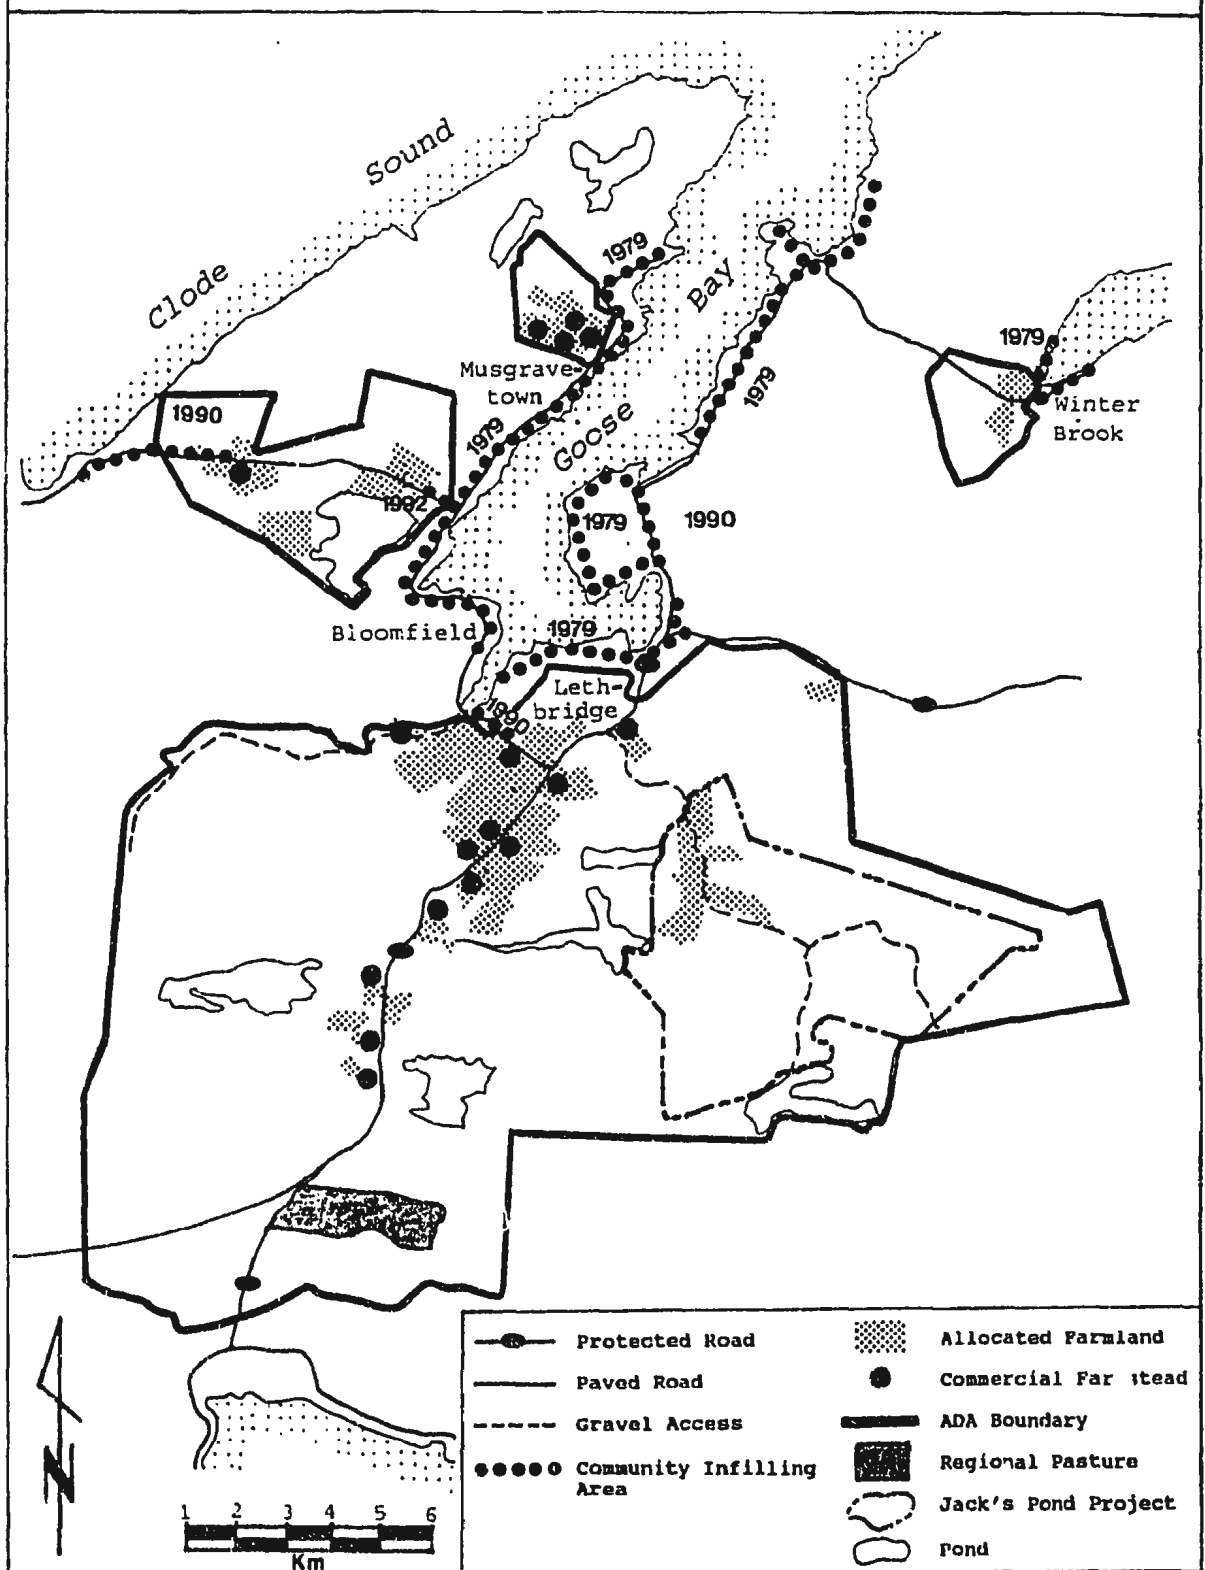 Sound
Clode
1979
Bay
1979
Musgrave-
town
1979
Winter
Brook
1990
1979
Goose
1979
1982
1979
1990
Bloomfield
1979
Leth-
bridge
1990
Protected Road
Paved Road
Gravel Access
Community Infilling
Area
Allocated Farmland
Commercial Far stead
ADA Boundary
Regional Pasture
Jack's Pond Project
Pond
N
1 2 3 4 5 6
Km